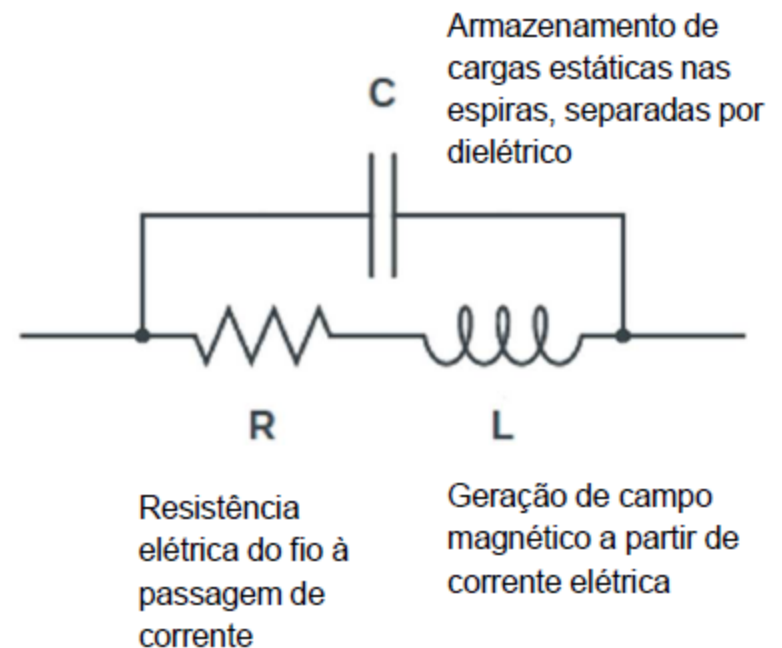 Armazenamento de
cargas estáticas nas
espiras, separadas por
dielétrico
C
R
L
Resistência
elétrica do fio à
passagem de
corrente
Geração de campo
magnético a partir de
corrente elétrica